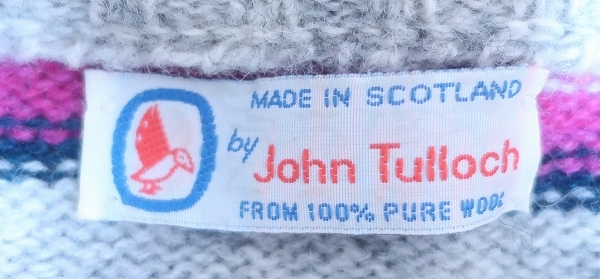 MADE IN SCOTLAND
by John Tulloch
FROM 100% PURE WOOL